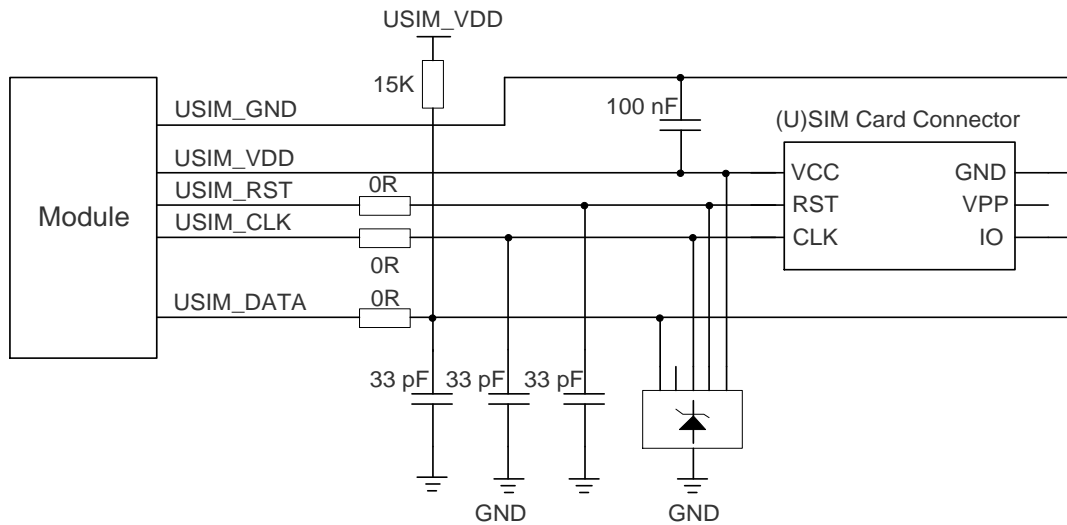 USIM_VDD
15K
USIM_GND
100 nF
(U)SIM Card Connector
USIM_VDD
VCC
GND
USIM_RST
0R
RST
VPP
Module
USIM_CLK
CLK
IO
0R
USIM_DATA
0R
33 pF
33 pF
33 pF
GND
GND